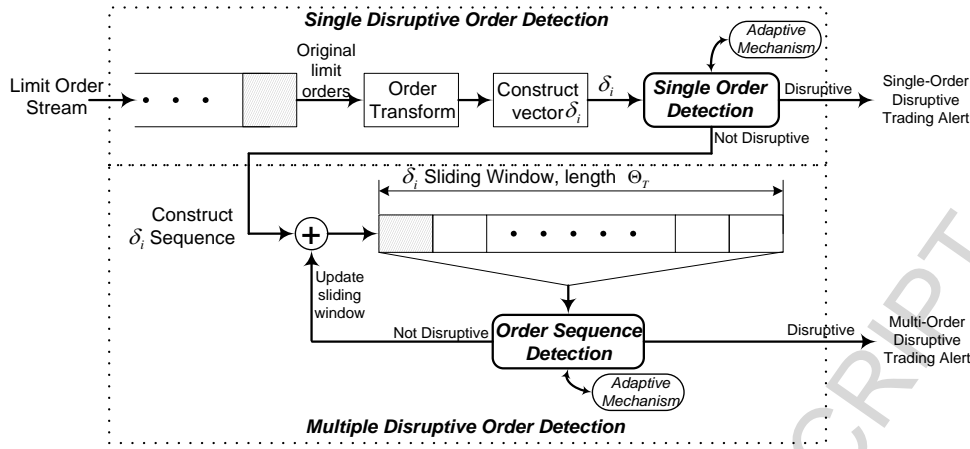 Single Disruptive Order Detection
Adaptive
Mechanism
Limit Order
Stream
• • •
Original
limit
orders
Order
Transform
Construct
vector δi
δi
Single Order
Detection
Disruptive
Single-Order
Disruptive
Trading Alert
Not Disruptive
δi Sliding Window, length ΘT
Construct
δi Sequence
+
• • • • •
Update
sliding
window
Not Disruptive
Order Sequence
Detection
Disruptive
Multi-Order
Disruptive
Trading Alert
Adaptive
Mechanism
Multiple Disruptive Order Detection
CRIPT